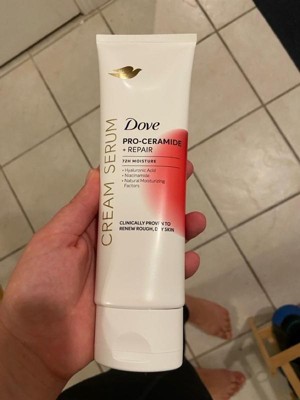 CREAM SERUM
Dove
PRO-CERAMIDE
+ REPAIR
72H MOISTURE
• Hyaluronic Acid
• Niacinamide
• Natural Moisturizing
Factors
CLINICALLY PROVEN TO
RENEW ROUGH, DRY SKIN